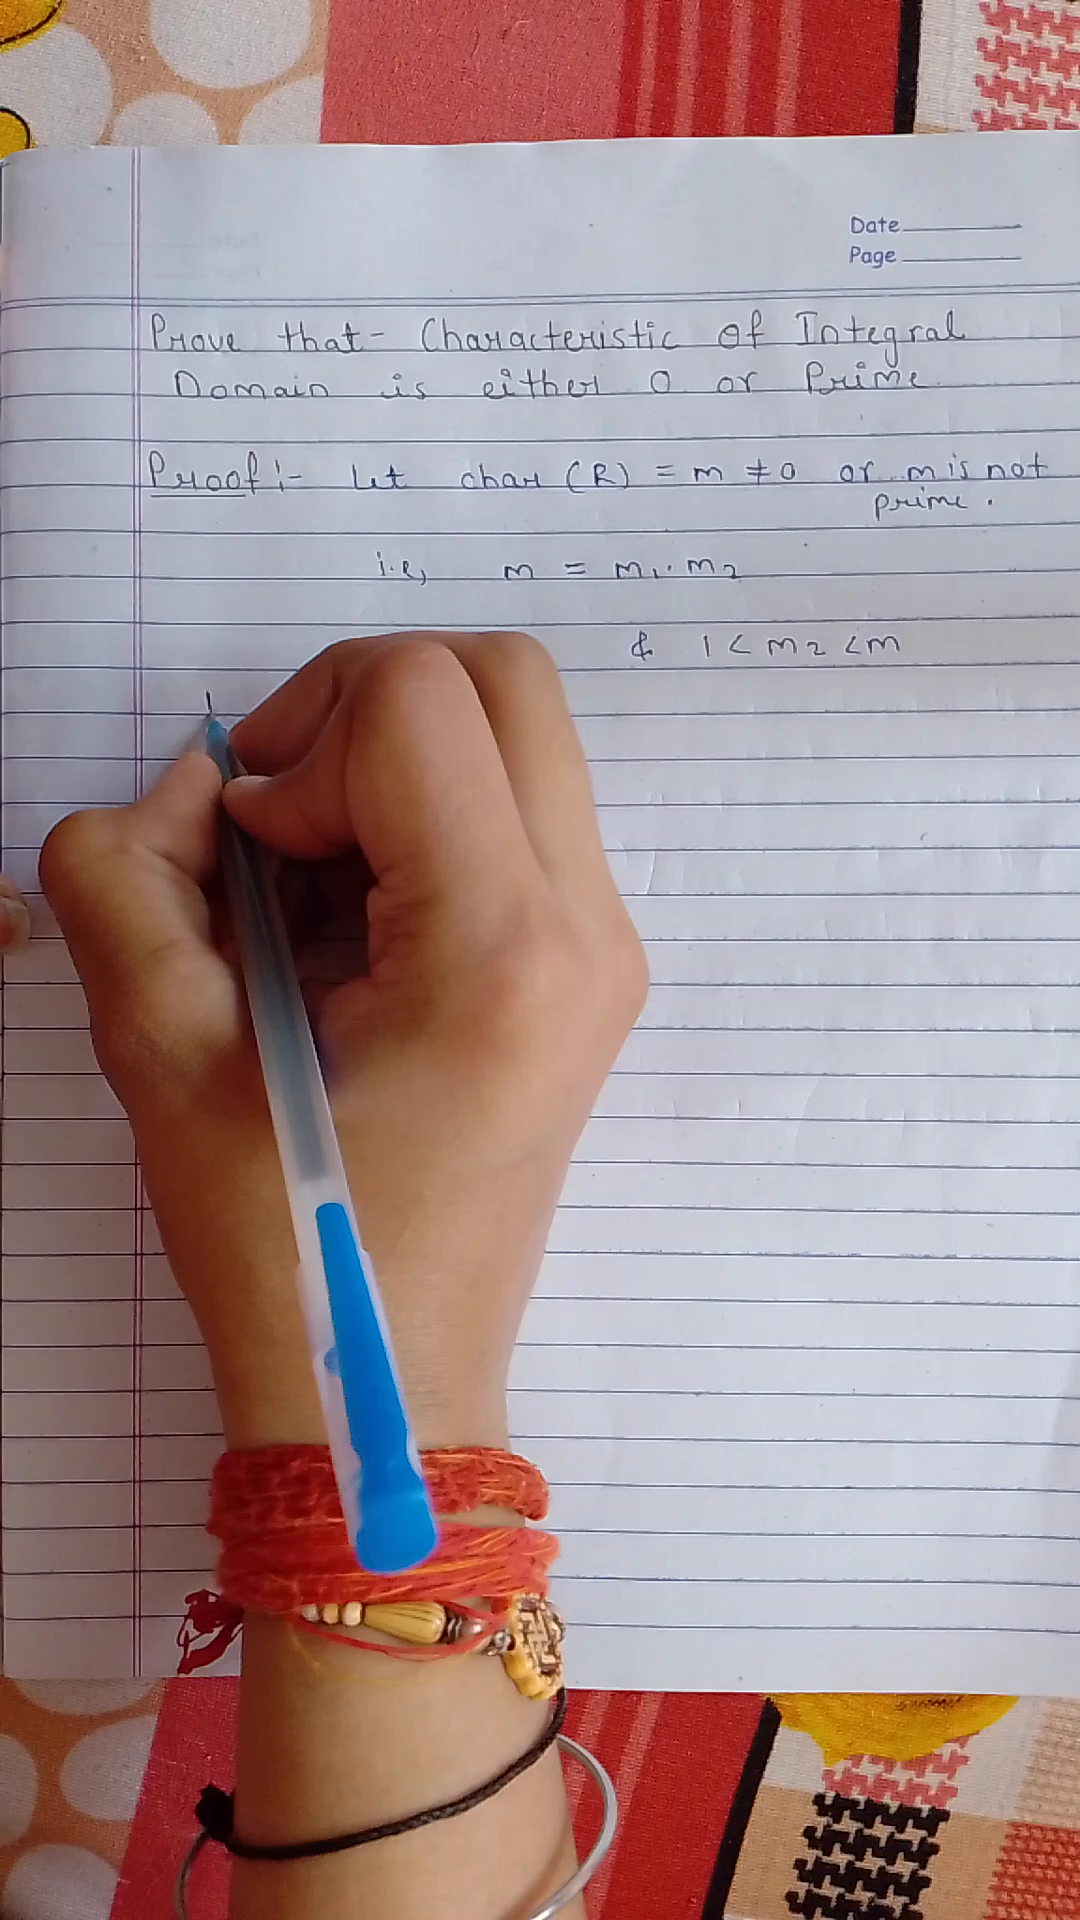 Date
Page
Prove that - Characteristic of Integral
Domain is either 0 or Prime.
Proof :- Let char (R) = m ≠ 0 or m is not
prime.
i.e, m = m₁. m₂
& 1 < m₂ < m